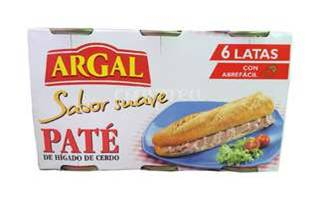 ARGAL
6 LATAS
CON
ABREFÁCIL
Sabor suave
PATÉ
DE HÍGADO DE CERDO